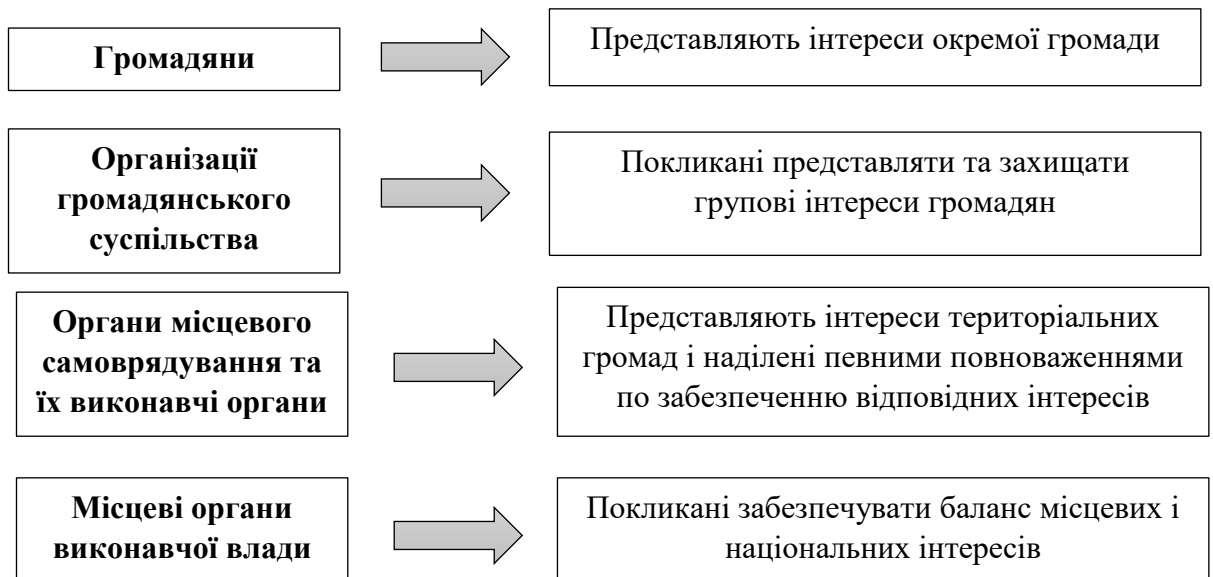 Громадяни
Представляють інтереси окремої громади
Організації
громадянського
суспільства
Покликані представляти та захищати
групові інтереси громадян
Органи місцевого
самоврядування та
їх виконавчі органи
Представляють інтереси територіальних
громад і наділені певними повноваженнями
по забезпеченню відповідних інтересів
Місцеві органи
виконавчої влади
Покликані забезпечувати баланс місцевих і
національних інтересів